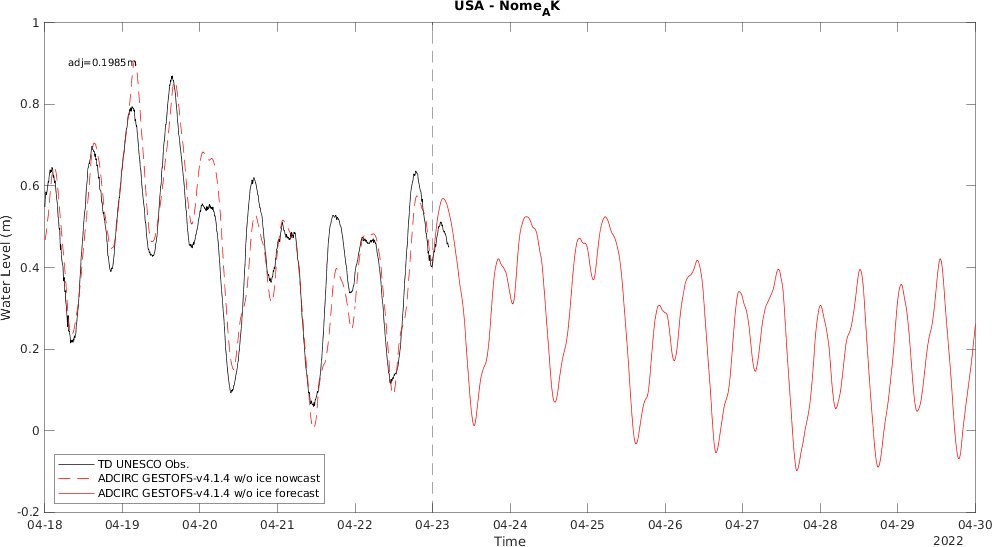 USA - Nome_AK
adj=0.1985m
Water Level (m)
1
0.8
0.6
0.4
0.2
0
-0.2
TD UNESCO Obs.
ADCIRC GESTOFS-v4.1.4 w/o ice nowcast
ADCIRC GESTOFS-v4.1.4 w/o ice forecast
04-18 04-19 04-20 04-21 04-22 04-23 04-24 04-25 04-26 04-27 04-28 04-29 04-30
Time
2022